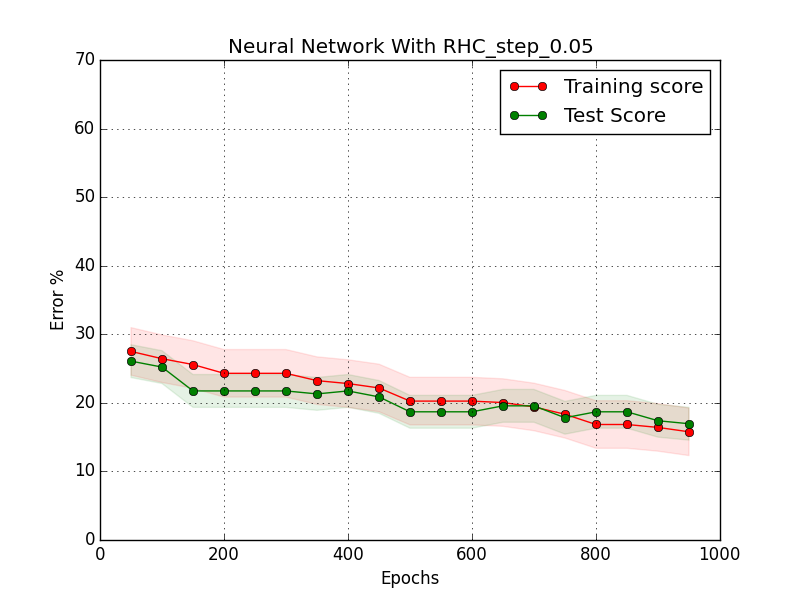 Neural Network With RHC_step_0.05
Training score
Test Score
70
60
50
40
30
20
10
0
Error %
0 200 400 600 800 1000
Epochs